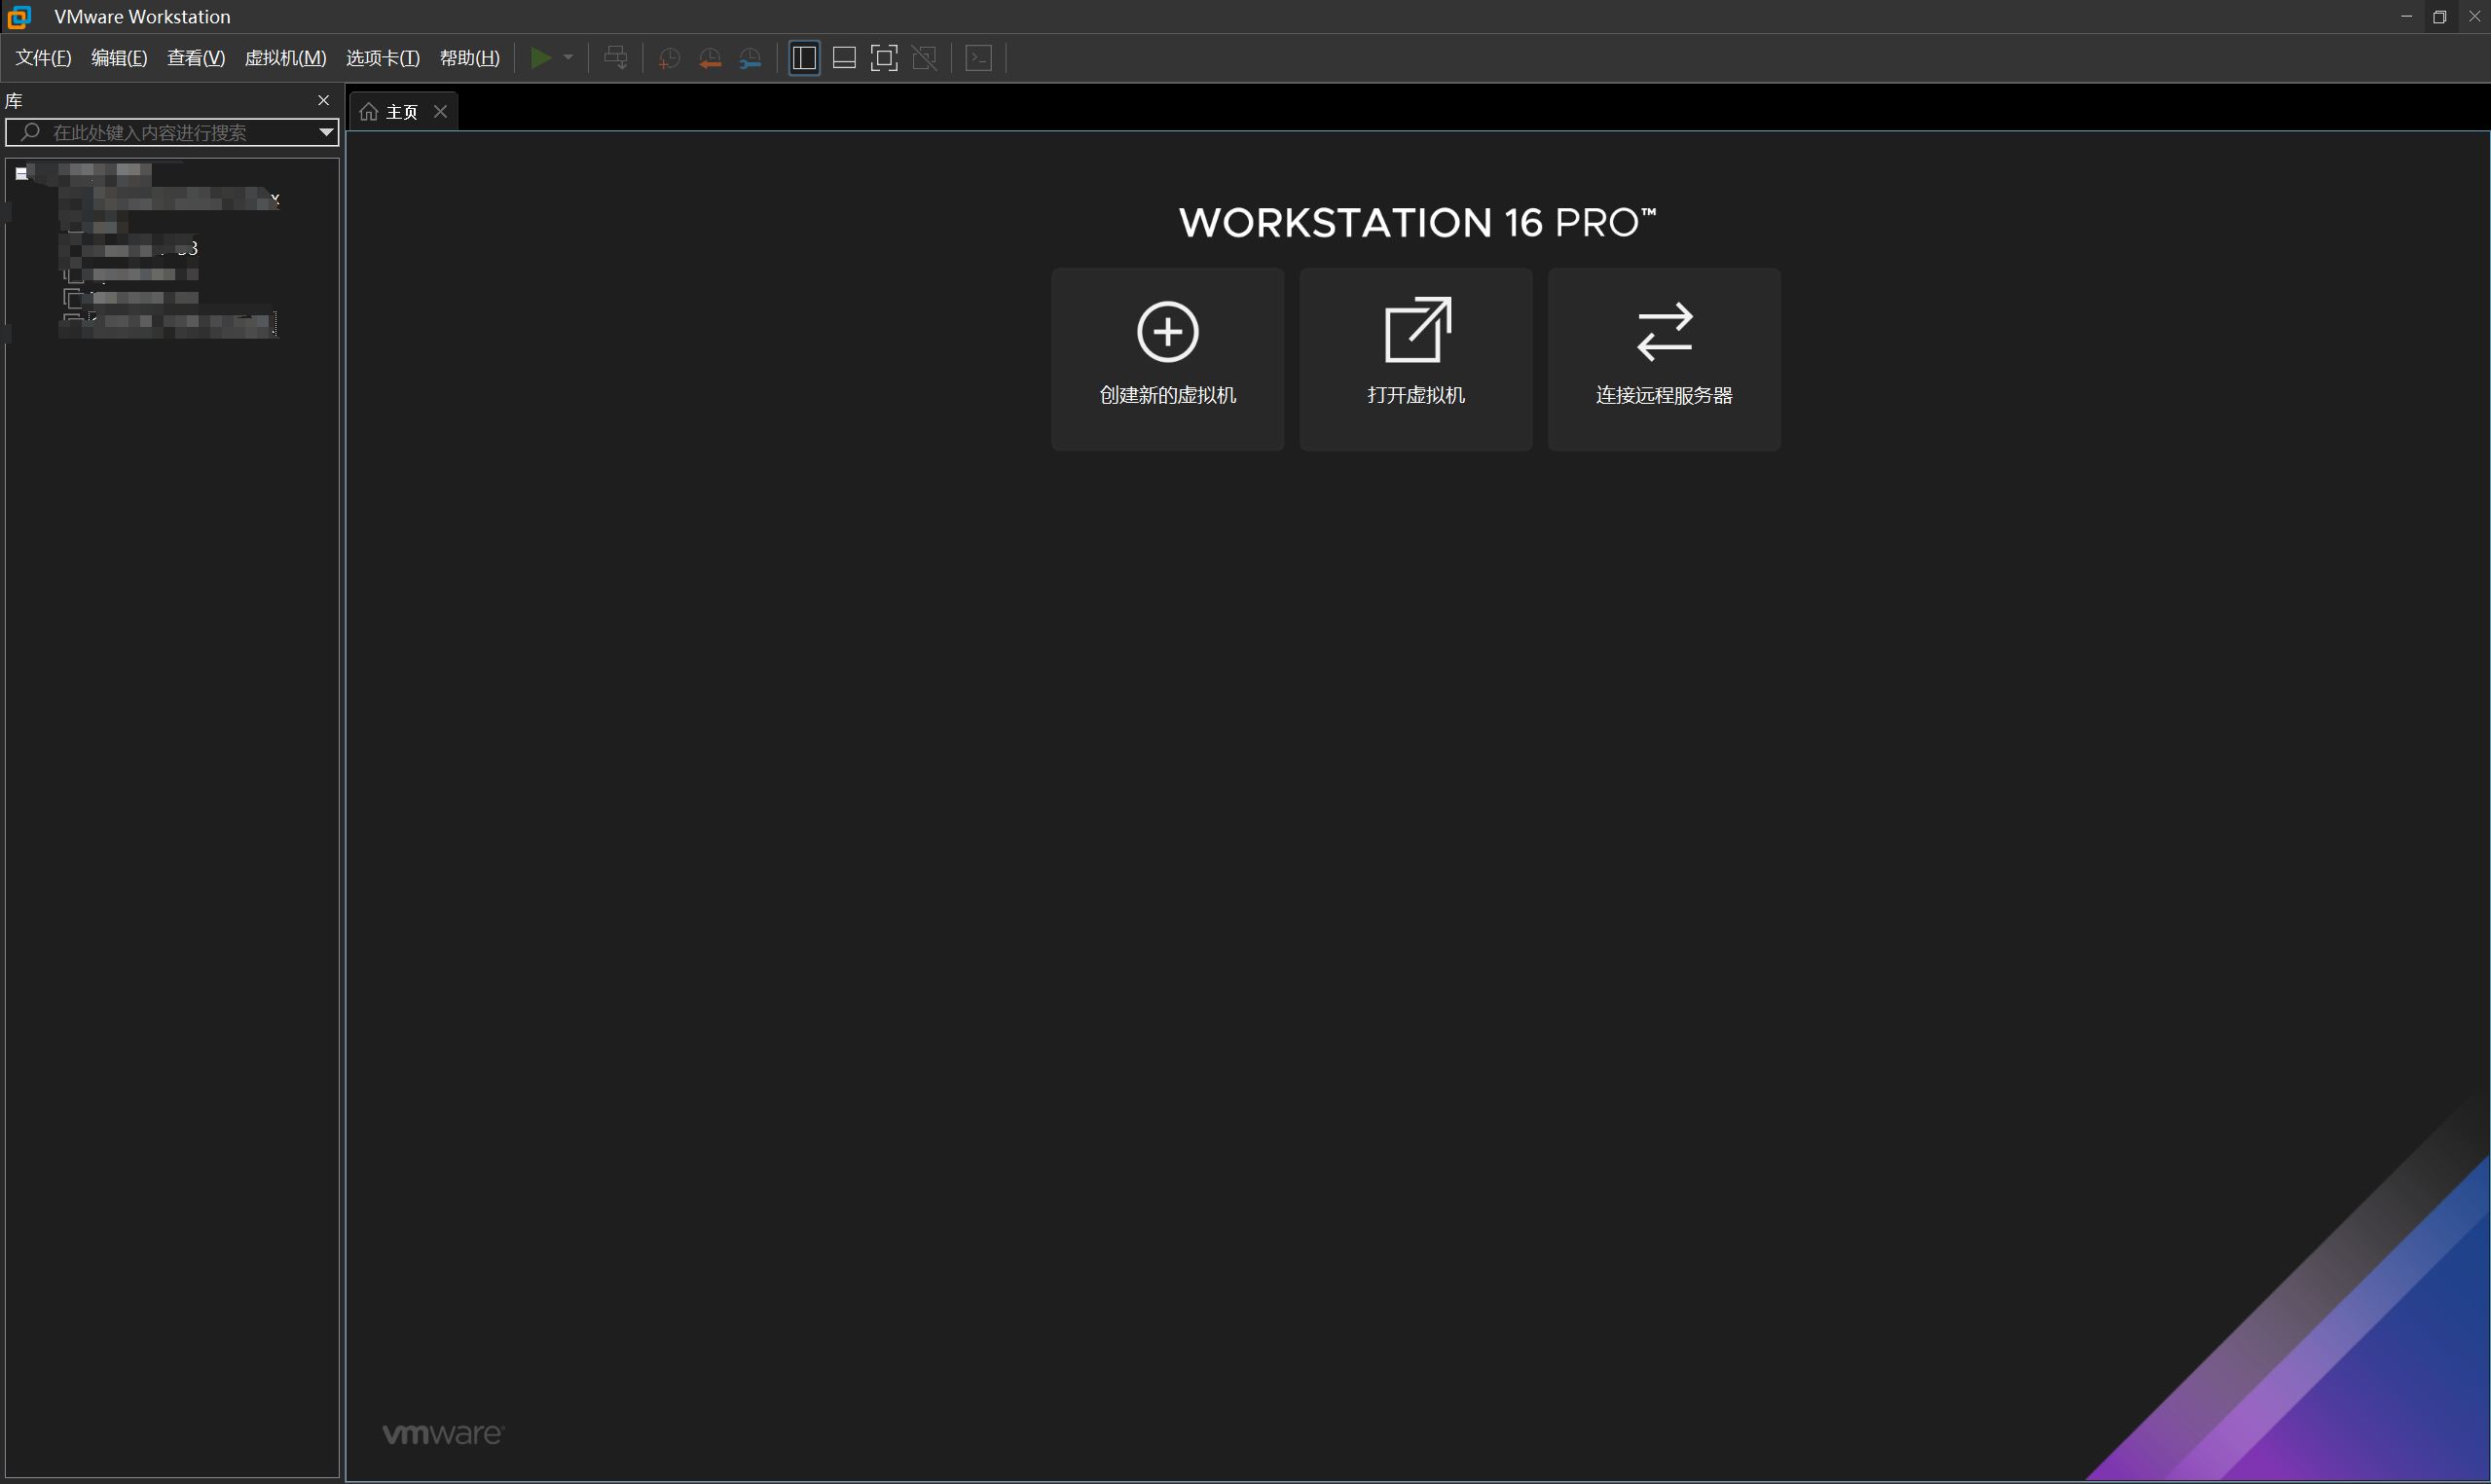 VMware Workstation
文件(F) 编辑(E) 查看(V) 虚拟机(M) 选项卡(T) 帮助(H)
库
在此处键入内容进行搜索
主页
WORKSTATION 16 PRO™
创建新的虚拟机
打开虚拟机
连接远程服务器
vmware